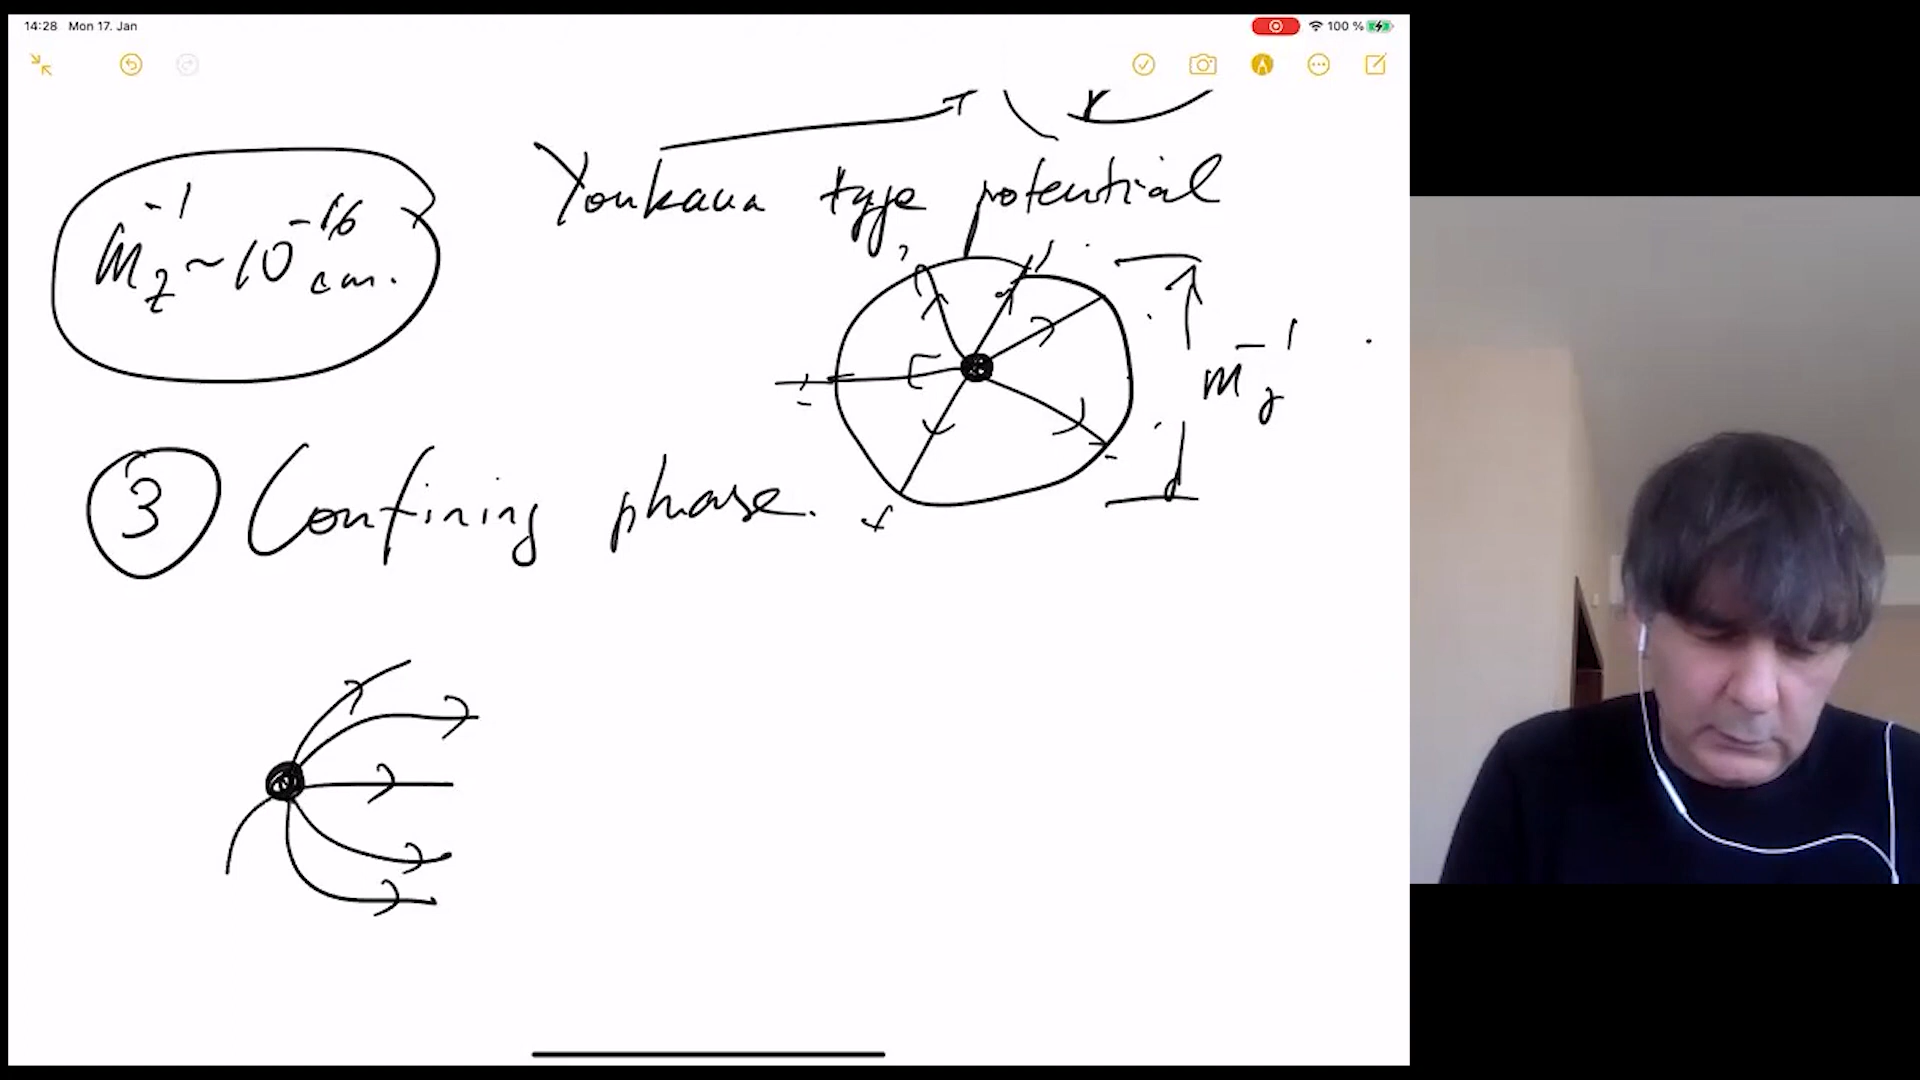 14:28 Mon 17. Jan
100 %
Youkawa type potential
m_z^{-1} ~ 10^{-16} cm.
m_γ^{-1}
③ Confining phase.